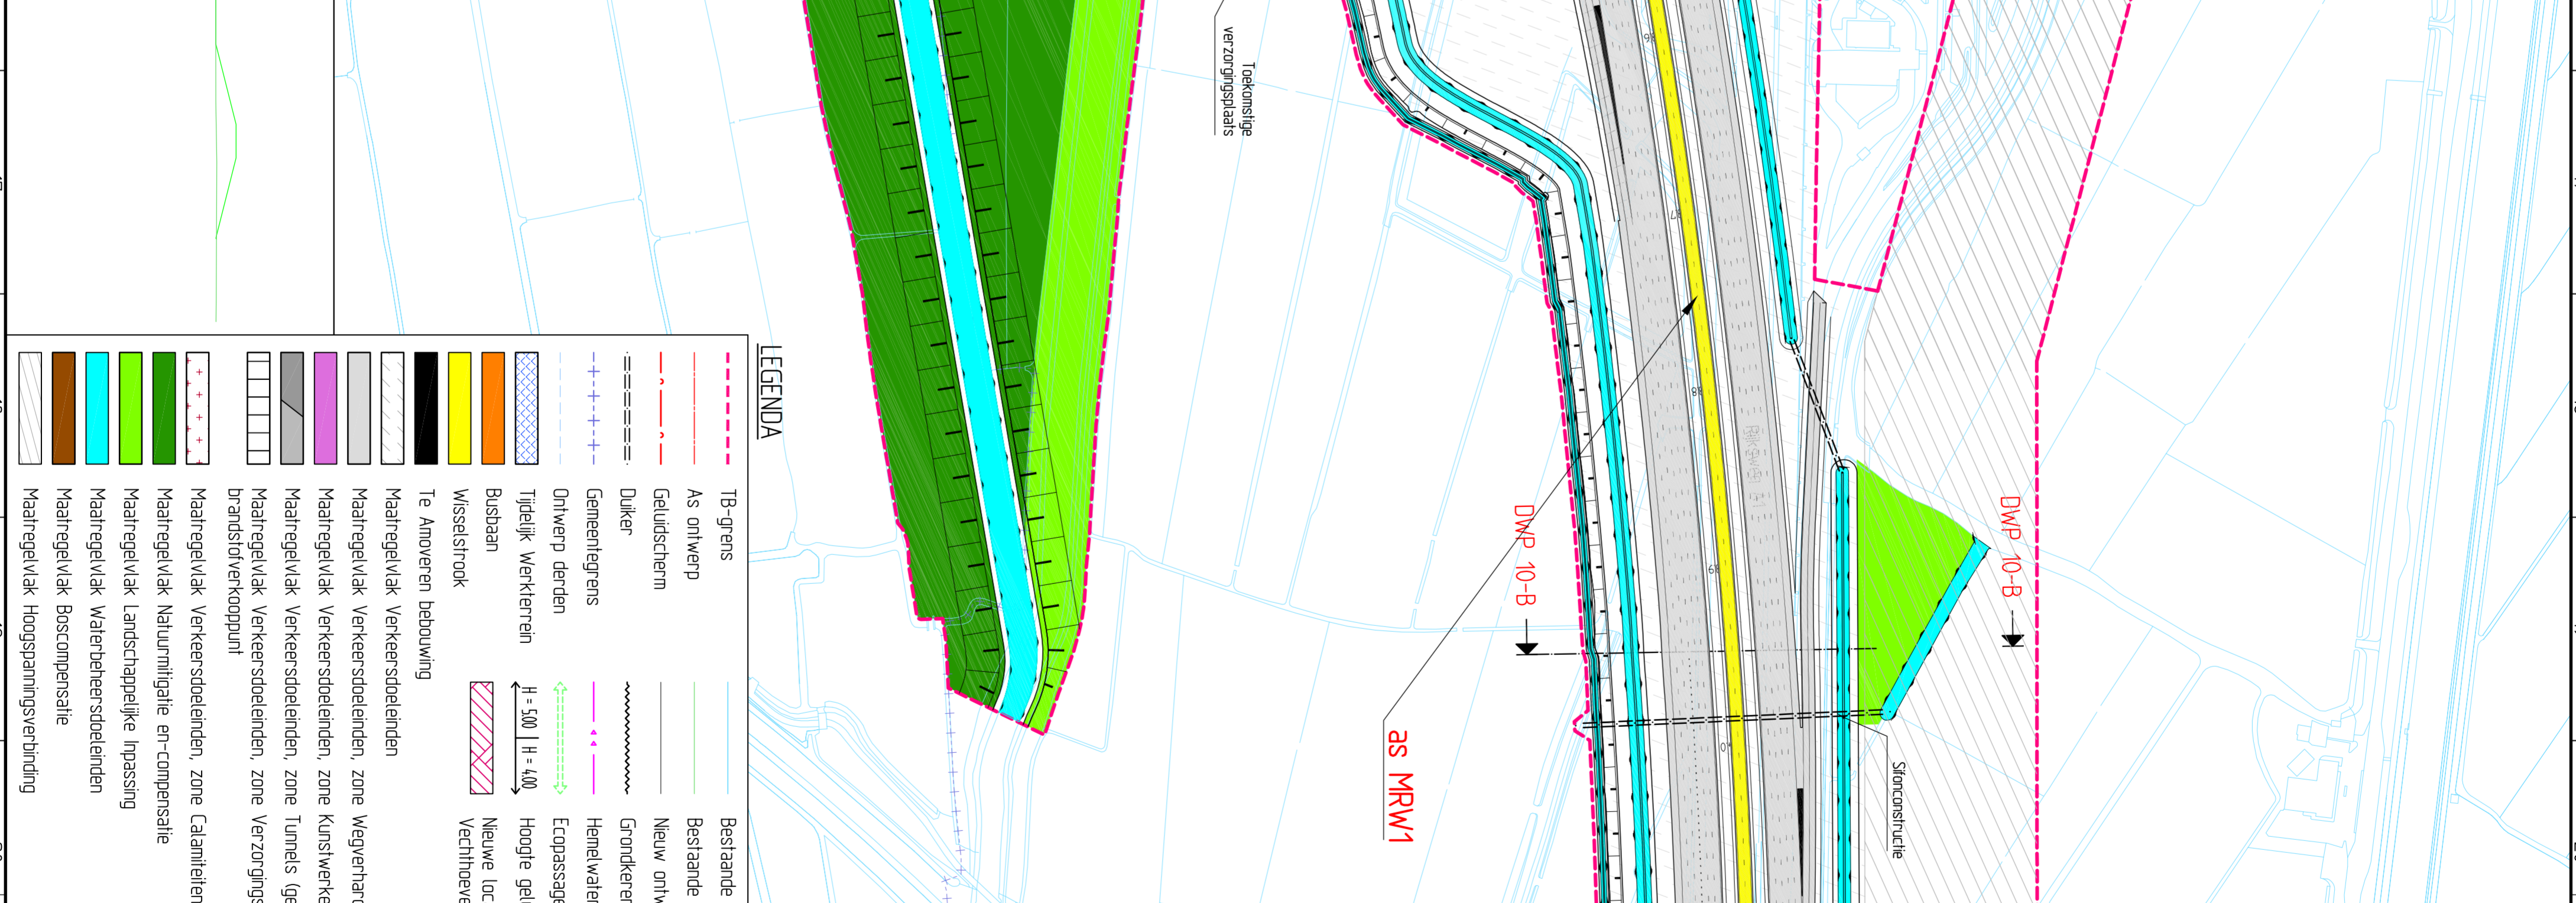 Toekomstige
verzorgingsplaats
DWP 10-B
DWP 10-B
as MRW1
Sifonconstructie
LEGENDA
TB-grens
As ontwerp
Geluidscherm
Duiker
Gemeentegrens
Ontwerp derden
Tijdelijk Werkterrein
Busbaan
Wisselstrook
Te Amoveren bebouwing
Maatregelvlak Verkeersdoeleinden
Maatregelvlak Verkeersdoeleinden, zone Wegverhard
Maatregelvlak Verkeersdoeleinden, zone Kunstwerke
Maatregelvlak Verkeersdoeleinden, zone Tunnels (ge
Maatregelvlak Verkeersdoeleinden, zone Verzorgings
brandstofverkooppunt
Maatregelvlak Verkeersdoeleinden, zone Calamiteiten
Maatregelvlak Natuurmitigatie en-compensatie
Maatregelvlak Landschappelijke Inpassing
Maatregelvlak Waterbeheersdoeleinden
Maatregelvlak Boscompensatie
Maatregelvlak Hoogspanningsverbinding
Bestaande
Bestaande
Nieuw ontw
Grondkeren
Hemelwater
Ecopassage
H = 5.00 H = 4.00
Hoogte gel
Nieuwe loc
Vechthoeve